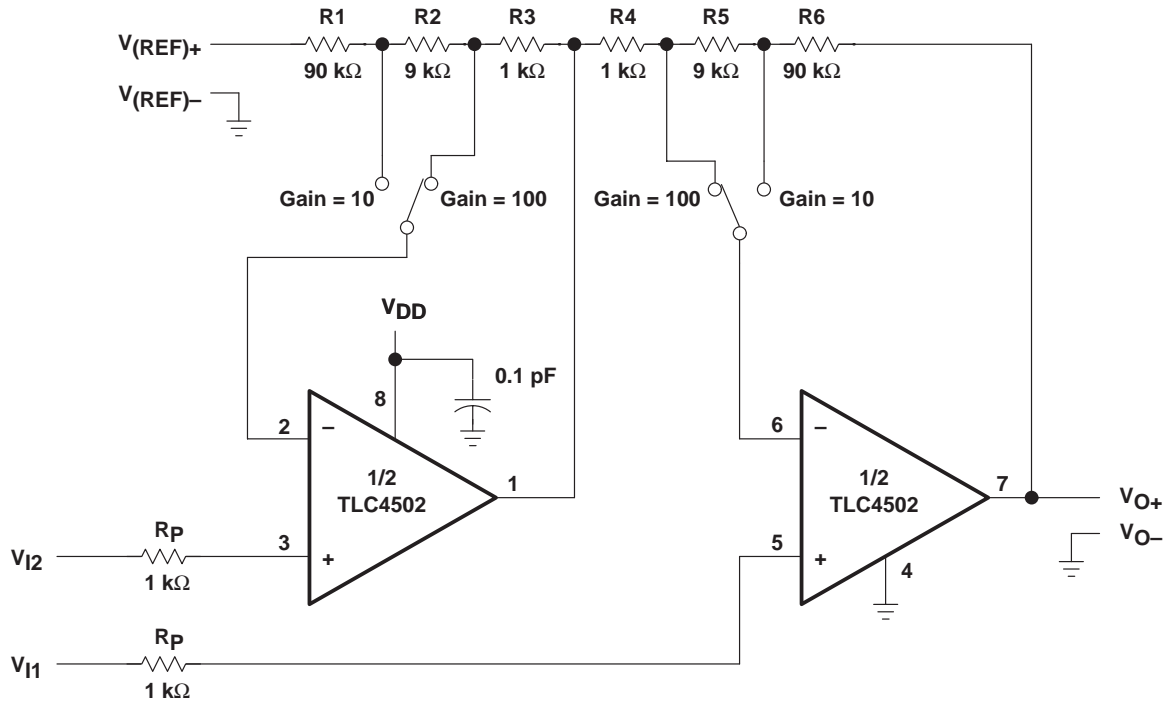 R1 R2 R3 R4 R5 R6
V(REF)+
90 kΩ 9 kΩ 1 kΩ 1 kΩ 9 kΩ 90 kΩ
V(REF)–
Gain = 10 Gain = 100 Gain = 100 Gain = 10
VDD
0.1 pF
8
2 – 6 –
1/2 1 1/2 7
TLC4502 TLC4502
VO+
VO–
RP
VI2 3 + 5 + 4
1 kΩ
RP
VI1
1 kΩ